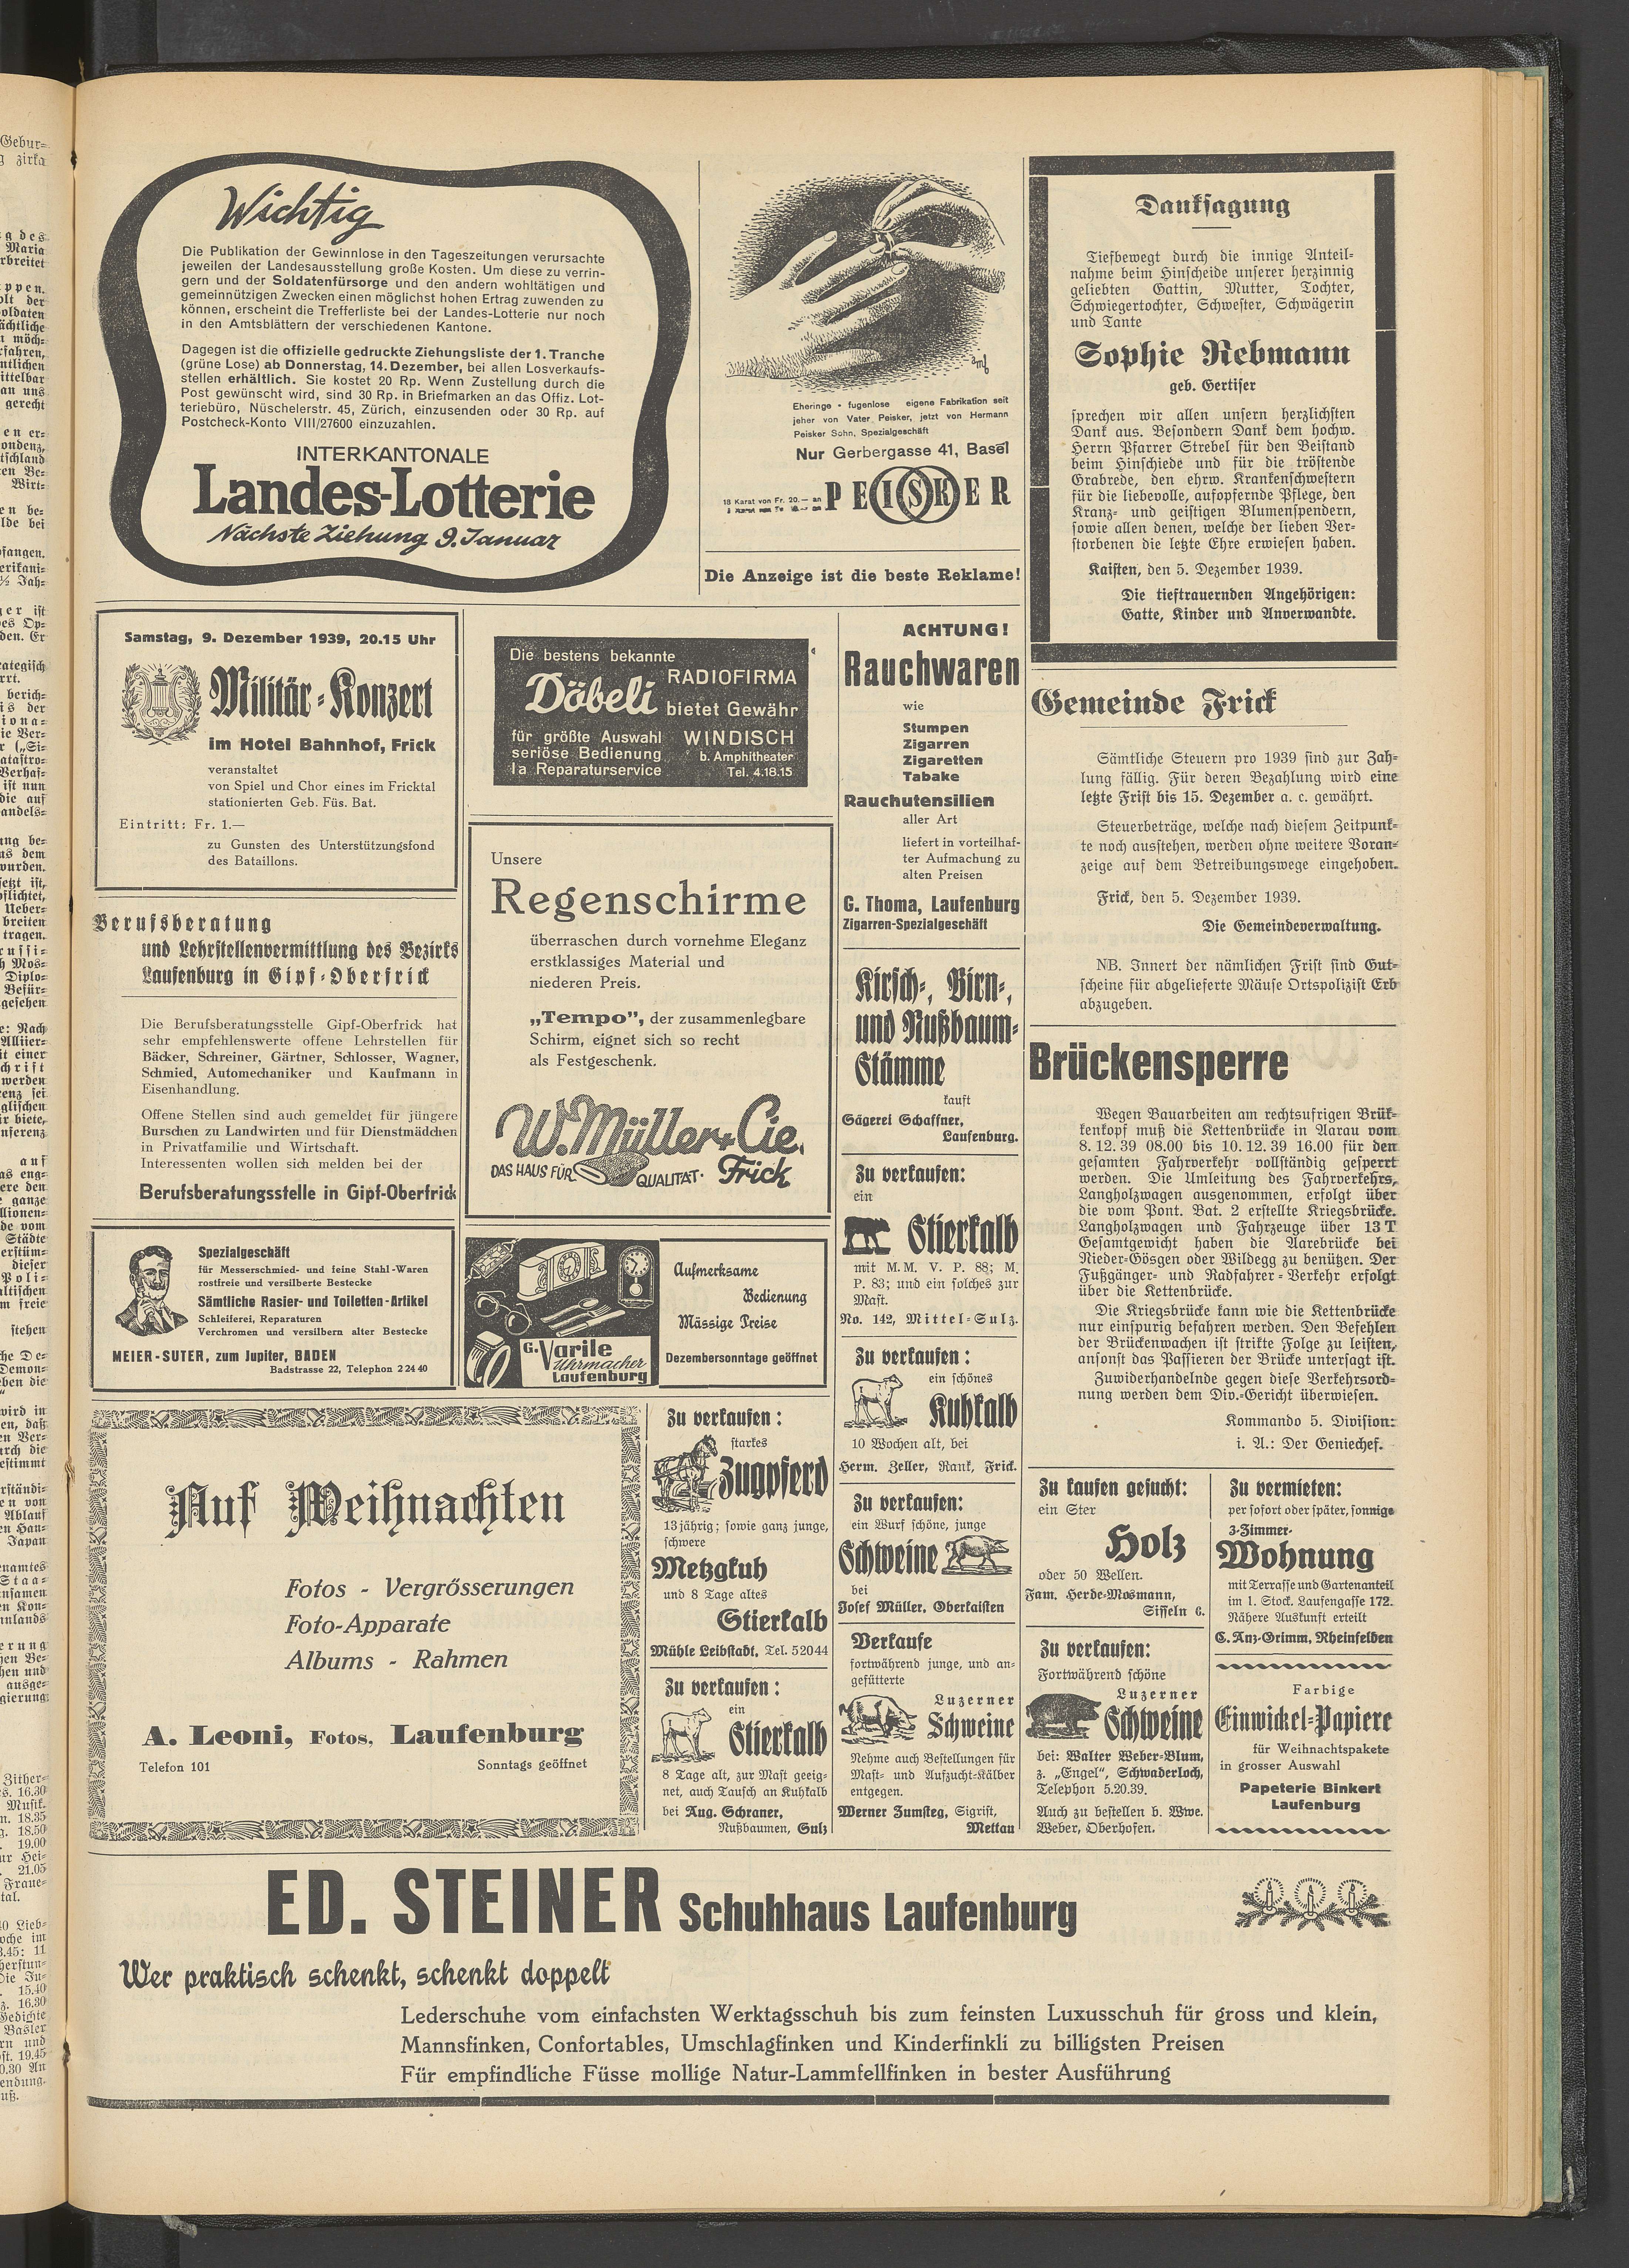 Wichtig
Die Publikation der Gewinnlose in den Tageszeitungen verursachte
jeweilen der Landesausstellung große Kosten. Um diese zu verrin-
gern und der Soldatenfürsorge und den andern wohltätigen und
gemeinnützigen Zwecken einen möglichst hohen Ertrag zuwenden zu
können, erscheint die Trefferliste bei der Landes-Lotterie nur noch
in den Amtsblättern der verschiedenen Kantone.
Dagegen ist die offizielle gedruckte Ziehungsliste der 1. Tranche
(grüne Lose) ab Donnerstag, 14. Dezember, bei allen Losverkaufs-
stellen erhältlich. Sie kostet 20 Rp. Wenn Zustellung durch die
Post gewünscht wird, sind 30 Rp. in Briefmarken an das Offiz. Lot-
teriebüro, Nüschelerstr. 45, Zürich, einzusenden oder 30 Rp. auf
Postcheck-Konto VIII/27600 einzuzahlen.
INTERKANTONALE
Landes-Lotterie
Nächste Ziehung 9. Januar
Eheringe - fugenlose eigene Fabrikation seit
jeher von Vater Peisker, jetzt von Hermann
Peisker Sohn, Spezialgeschäft
Nur Gerbergasse 41, Basel
18 Karat von Fr. 20.— an
PEISKER
Die Anzeige ist die beste Reklame!
Danksagung
Tiefbewegt durch die innige Anteil-
nahme beim Hinscheide unserer herzinnig
geliebten Gattin, Mutter, Tochter,
Schwiegertochter, Schwester, Schwägerin
und Tante
Sophie Rebmann
geb. Gertiser
sprechen wir allen unsern herzlichsten
Dank aus. Besondern Dank dem hochw.
Herrn Pfarrer Strebel für den Beistand
beim Hinschiede und für die tröstende
Grabrede, den ehrw. Krankenschwestern
für die liebevolle, aufopfernde Pflege, den
Kranz- und geistigen Blumenspendern,
sowie allen denen, welche der lieben Ver-
storbenen die letzte Ehre erwiesen haben.
Kaisten, den 5. Dezember 1939.
Die tieftrauernden Angehörigen:
Gatte, Kinder und Anverwandte.
Samstag, 9. Dezember 1939, 20.15 Uhr
Militär-Konzert
im Hotel Bahnhof, Frick
veranstaltet
von Spiel und Chor eines im Fricktal
stationierten Geb. Füs. Bat.
Eintritt: Fr. 1.—
zu Gunsten des Unterstützungsfond
des Bataillons.
Berufsberatung
und Lehrstellenvermittlung des Bezirks
Laufenburg in Gipf-Oberfrick
Die Berufsberatungsstelle Gipf-Oberfrick hat
sehr empfehlenswerte offene Lehrstellen für
Bäcker, Schreiner, Gärtner, Schlosser, Wagner,
Schmied, Automechaniker und Kaufmann in
Eisenhandlung.
Offene Stellen sind auch gemeldet für jüngere
Burschen zu Landwirten und für Dienstmädchen
in Privatfamilie und Wirtschaft.
Interessenten wollen sich melden bei der
Berufsberatungsstelle in Gipf-Oberfrick
Spezialgeschäft
für Messerschmied- und feine Stahl-Waren
rostfreie und versilberte Bestecke
Sämtliche Rasier- und Toiletten-Artikel
Schleiferei, Reparaturen
Verchromen und versilbern alter Bestecke
MEIER-SUTER, zum Jupiter, BADEN
Badstrasse 22, Telephon 2 24 40
Die bestens bekannte
RADIOFIRMA
Döbeli
bietet Gewähr
für größte Auswahl WINDISCH
seriöse Bedienung b. Amphitheater
la Reparaturservice Tel. 4.18.15
Unsere
Regenschirme
überraschen durch vornehme Eleganz
erstklassiges Material und
niederen Preis.
„Tempo”, der zusammenlegbare
Schirm, eignet sich so recht
als Festgeschenk.
W. Müller & Cie.
DAS HAUS FÜR QUALITÄT. Frick
Aufmerksame
Bedienung
Mässige Preise
Dezembersonntage geöffnet
G. Varile
Uhrmacher
Laufenburg
ACHTUNG!
Rauchwaren
wie
Stumpen
Zigarren
Zigaretten
Tabake
Rauchutensilien
aller Art
liefert in vorteilhaf-
ter Aufmachung zu
alten Preisen
G. Thoma, Laufenburg
Zigarren-Spezialgeschäft
Kirsch-, Birn-,
und Nußbaum-
Stämme
kauft
Sägerei Schaffner,
Laufenburg.
Zu verkaufen:
ein
Stierkalb
mit M.M. V. P. 88; M.
P. 83; und ein solches zur
Mast.
No. 142, Mittel-Sulz.
Zu verkaufen:
ein schönes
Kuhkalb
10 Wochen alt, bei
Herm. Zeller, Rank, Frick.
Zu verkaufen:
ein Wurf schöne, junge
Schweine
bei
Josef Müller, Oberkaisten
Verkaufe
fortwährend junge, und an-
gefütterte
Luzerner
Schweine
Nehme auch Bestellungen für
Mast- und Aufzucht-Kälber
entgegen.
Werner Zumsteg, Sigrist,
Mettau
Gemeinde Frick
Sämtliche Steuern pro 1939 sind zur Zah-
lung fällig. Für deren Bezahlung wird eine
letzte Frist bis 15. Dezember a. c. gewährt.
Steuerbeträge, welche nach diesem Zeitpunk-
te noch ausstehen, werden ohne weitere Voran-
zeige auf dem Betreibungswege eingehoben.
Frick, den 5. Dezember 1939.
Die Gemeindeverwaltung.
NB. Innert der nämlichen Frist sind Gut-
scheine für abgelieferte Mäuse Ortspolizist Erb
abzugeben.
Brückensperre
Wegen Bauarbeiten am rechtsufrigen Brük-
kenkopf muß die Kettenbrücke in Aarau vom
8. 12. 39 08.00 bis 10. 12. 39 16.00 für den
gesamten Fahrverkehr vollständig gesperrt
werden. Die Umleitung des Fahrverkehrs,
Langholzwagen ausgenommen, erfolgt über
die vom Pont. Bat. 2 erstellte Kriegsbrücke.
Langholzwagen und Fahrzeuge über 13 T
Gesamtgewicht haben die Aarebrücke bei
Nieder-Gösgen oder Wildegg zu benützen. Der
Fußgänger- und Radfahrer-Verkehr erfolgt
über die Kettenbrücke.
Die Kriegsbrücke kann wie die Kettenbrücke
nur einspurig befahren werden. Den Befehlen
der Brückenwachen ist strikte Folge zu leisten,
ansonst das Passieren der Brücke untersagt ist.
Zuwiderhandelnde gegen diese Verkehrsord-
nung werden dem Div.-Gericht überwiesen.
Kommando 5. Division:
i. A.: Der Geniechef.
Auf Weihnachten
Fotos - Vergrösserungen
Foto-Apparate
Albums - Rahmen
A. Leoni, Fotos, Laufenburg
Telefon 101 Sonntags geöffnet
Zu verkaufen:
starkes
Zugpferd
13jährig; sowie ganz junge,
schwere
Metzgkuh
und 8 Tage altes
Stierkalb
Mühle Leibstadt, Tel. 52044
Zu verkaufen:
ein
Stierkalb
8 Tage alt, zur Mast geeig-
net, auch Tausch an Kuhkalb
bei Aug. Schraner,
Nußbaumen, Sulz
Zu kaufen gesucht:
ein Ster
Holz
oder 50 Wellen.
Fam. Herde-Mosmann,
Sisseln G.
Zu verkaufen:
Fortwährend schöne
Luzerner
Schweine
bei: Walter Weber-Blum,
z. „Engel“, Schwaderloch,
Telephon 5.20.39.
Auch zu bestellen b. Wwe.
Weber, Oberhofen.
Zu vermieten:
per sofort oder später, sonnige
3-Zimmer-
Wohnung
mit Terrasse und Gartenanteil
im 1. Stock. Laufengasse 172.
Nähere Auskunft erteilt
C. Anz-Grimm, Rheinfelden
Farbige
Einwickel-Papiere
für Weihnachtspakete
in grosser Auswahl
Papeterie Binkert
Laufenburg
ED. STEINER Schuhhaus Laufenburg
Wer praktisch schenkt, schenkt doppelt
Lederschuhe vom einfachsten Werktagsschuh bis zum feinsten Luxusschuh für gross und klein,
Mannsfinken, Confortables, Umschlagfinken und Kinderfinkli zu billigsten Preisen
Für empfindliche Füsse mollige Natur-Lammfellfinken in bester Ausführung